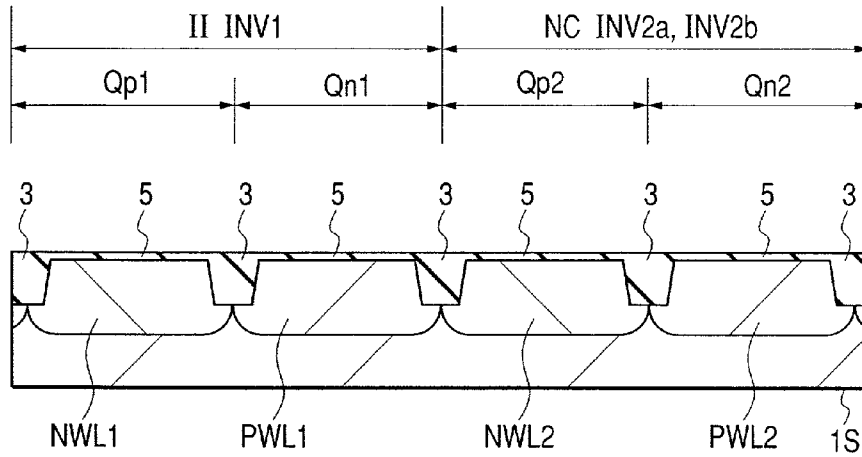 II INV1 NC INV2a, INV2b
Qp1 Qn1 Qp2 Qn2
3 5 3 5 3 5 3 5 3
NWL1 PWL1 NWL2 PWL2 1S